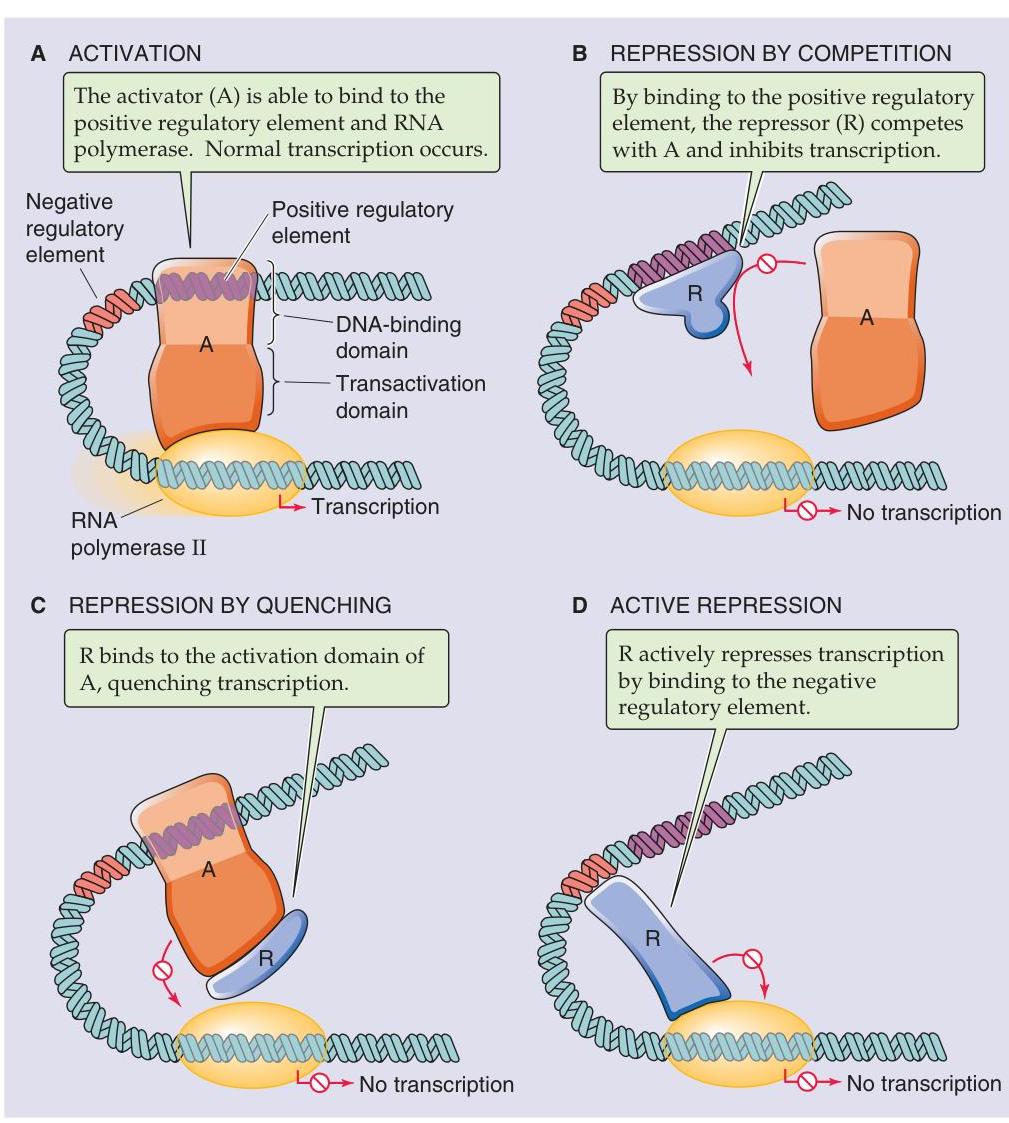 A ACTIVATION
The activator (A) is able to bind to the
positive regulatory element and RNA
polymerase. Normal transcription occurs.
Negative
regulatory
element
Positive regulatory
element
A
DNA-binding
domain
Transactivation
domain
Transcription
RNA
polymerase II
B REPRESSION BY COMPETITION
By binding to the positive regulatory
element, the repressor (R) competes
with A and inhibits transcription.
R
A
No transcription
C REPRESSION BY QUENCHING
R binds to the activation domain of
A, quenching transcription.
A
R
No transcription
D ACTIVE REPRESSION
R actively represses transcription
by binding to the negative
regulatory element.
R
No transcription